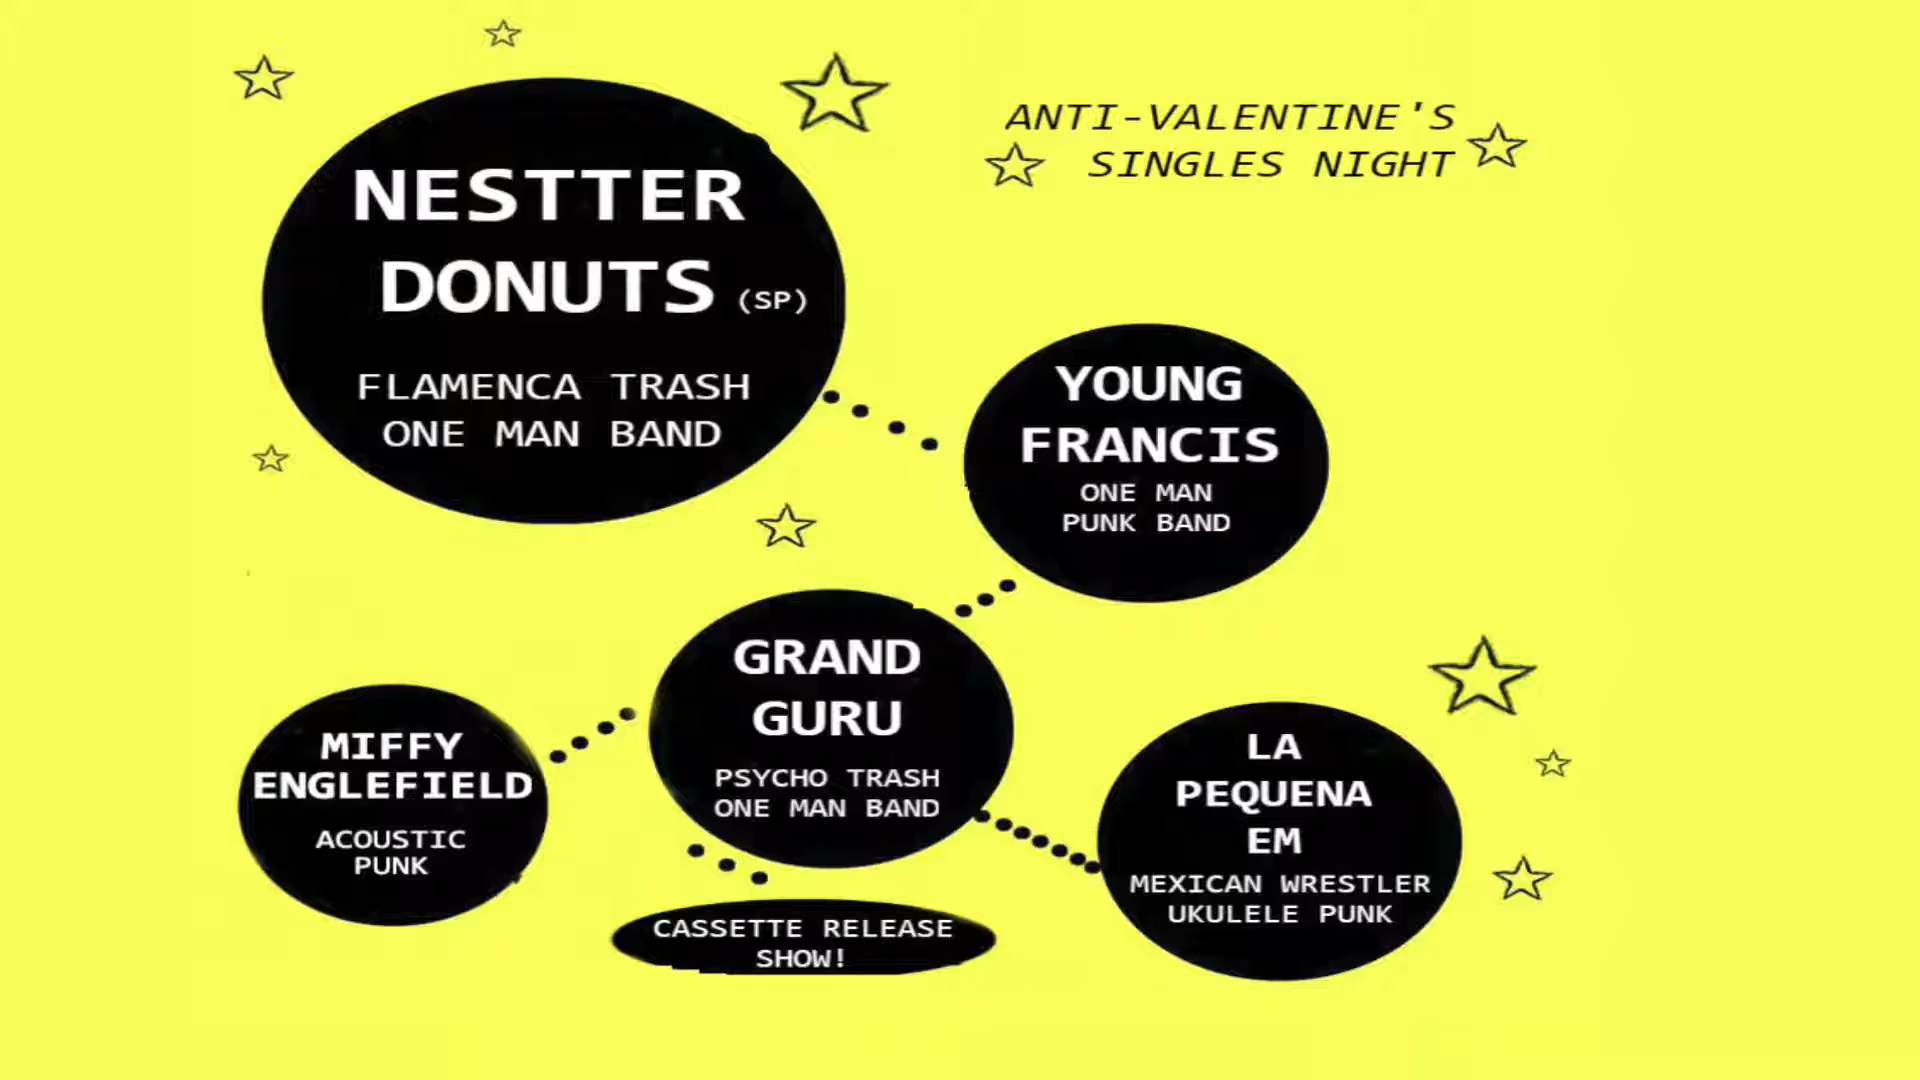 ANTI-VALENTINE'S
SINGLES NIGHT
NESTTER
DONUTS (SP)
FLAMENCA TRASH
ONE MAN BAND
YOUNG
FRANCIS
ONE MAN
PUNK BAND
GRAND
GURU
PSYCHO TRASH
ONE MAN BAND
MIFFY
ENGLEFIELD
ACOUSTIC
PUNK
LA
PEQUENA
EM
MEXICAN WRESTLER
UKULELE PUNK
CASSETTE RELEASE
SHOW!